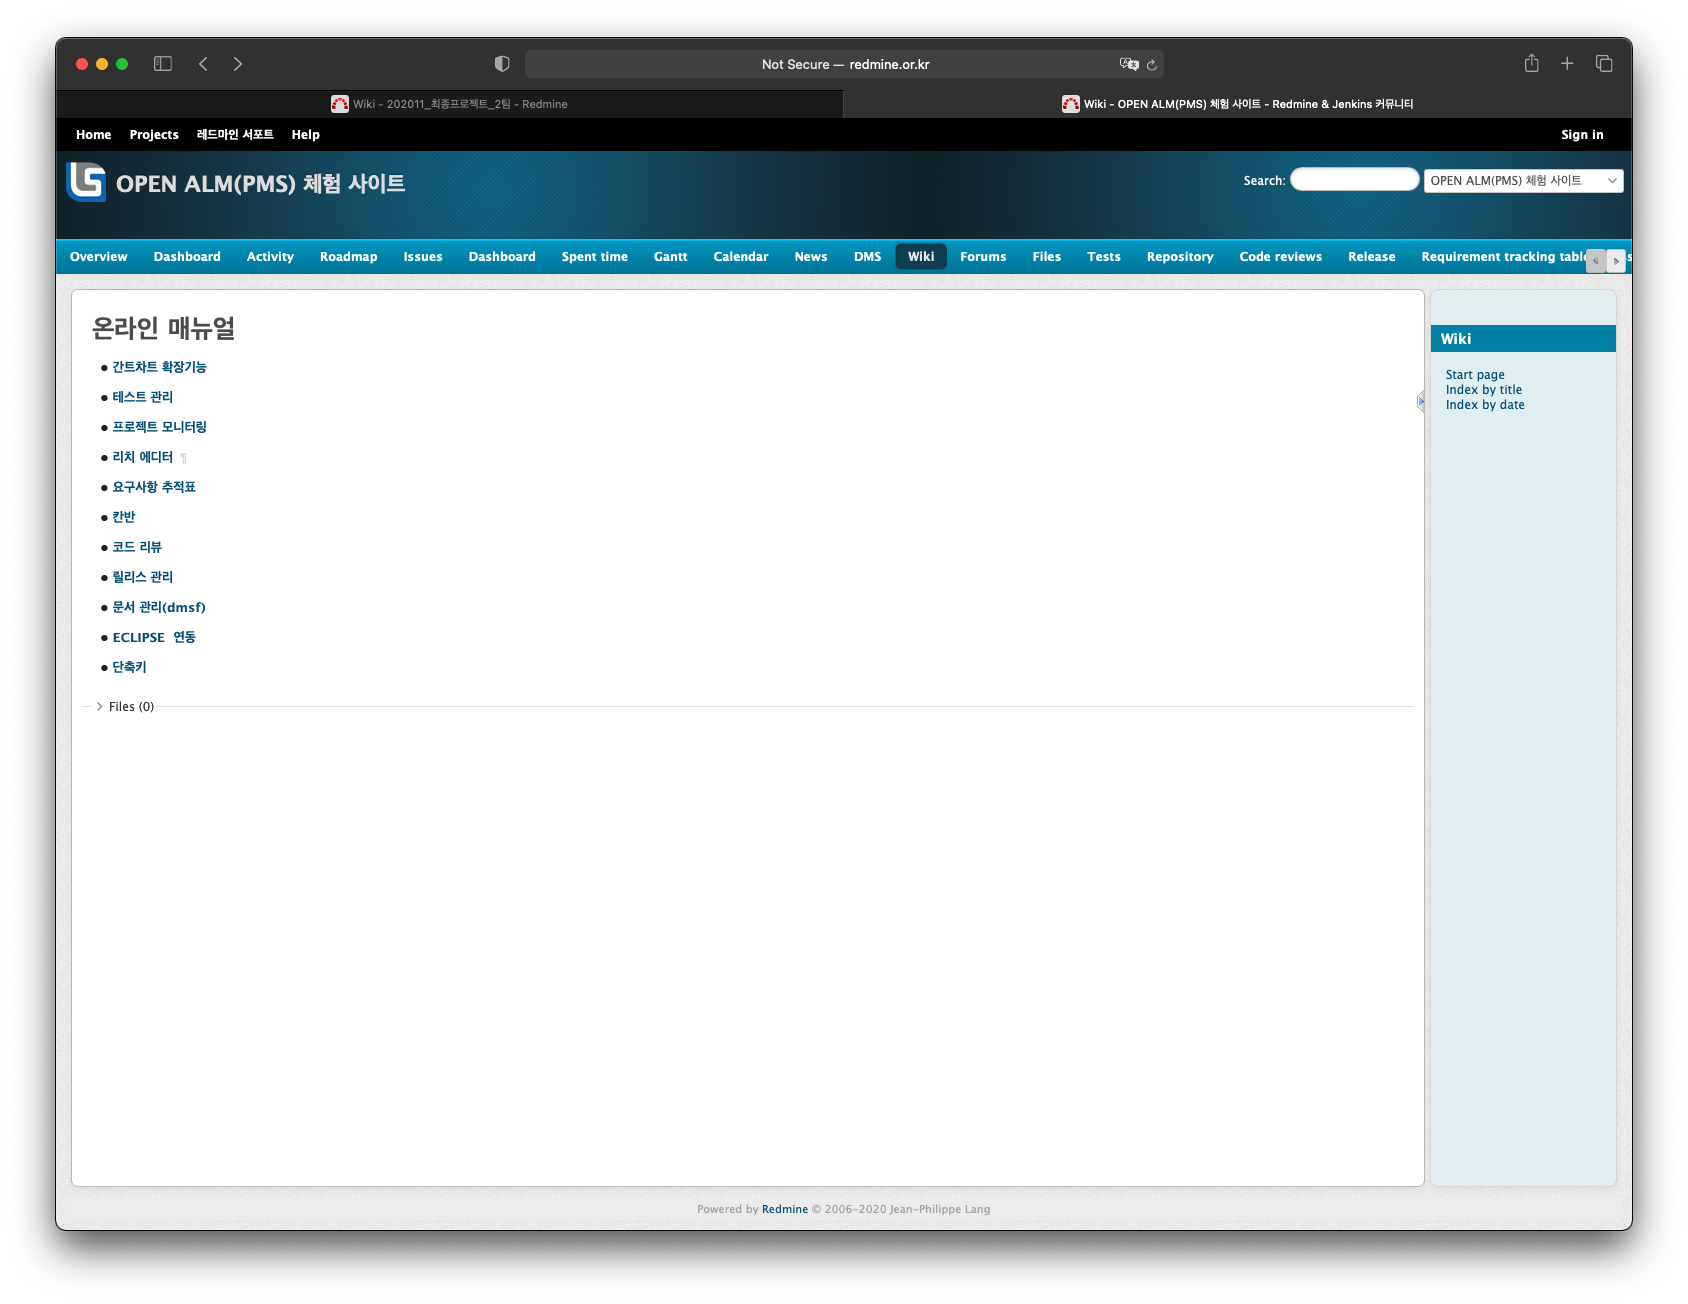 Not Secure — redmine.or.kr
Wiki - 202011_최종프로젝트_2팀 - Redmine
Wiki - OPEN ALM(PMS) 체험 사이트 - Redmine & Jenkins 커뮤니티
Home Projects 레드마인 서포트 Help Sign in
OPEN ALM(PMS) 체험 사이트
Search: OPEN ALM(PMS) 체험 사이트
Overview Dashboard Activity Roadmap Issues Dashboard Spent time Gantt Calendar News DMS Wiki Forums Files Tests Repository Code reviews Release Requirement tracking table
온라인 매뉴얼
간트차트 확장기능
테스트 관리
프로젝트 모니터링
리치 에디터 ¶
요구사항 추적표
칸반
코드 리뷰
릴리스 관리
문서 관리(dmsf)
ECLIPSE 연동
단축키
Files (0)
Wiki
Start page
Index by title
Index by date
Powered by Redmine © 2006-2020 Jean-Philippe Lang